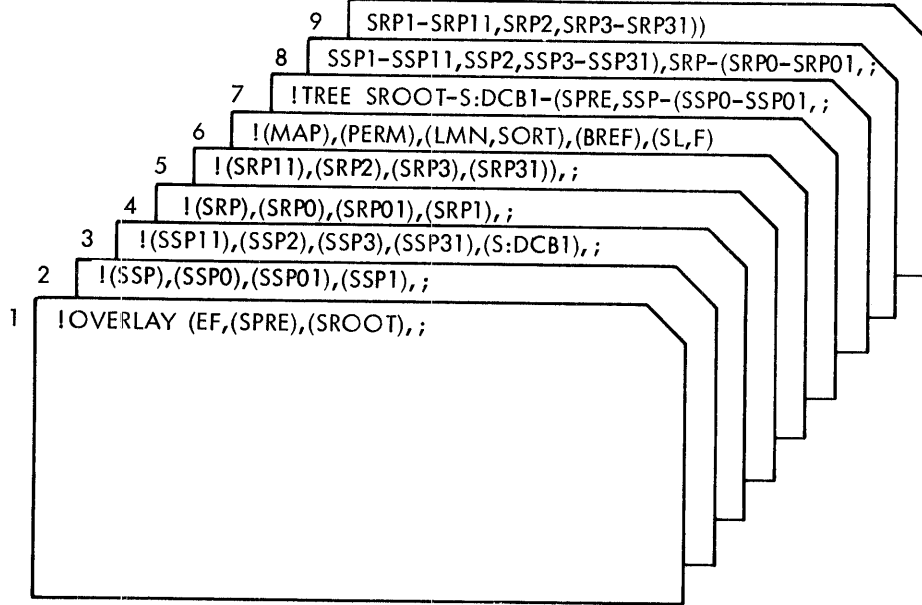 9 SRP1-SRP11,SRP2,SRP3-SRP31))
8 SSP1-SSP11,SSP2,SSP3-SSP31),SRP-(SRP0-SRP01,;
7 !TREE SROOT-S:DCB1-(SPRE,SSP-(SSP0-SSP01,;
6 !(MAP),(PERM),(LMN,SORT),(BREF),(SL,F)
5 !(SRP11),(SRP2),(SRP3),(SRP31)),;
4 !(SRP),(SRP0),(SRP01),(SRP1),;
3 !(SSP11),(SSP2),(SSP3),(SSP31),(S:DCB1),;
2 !(SSP),(SSP0),(SSP01),(SSP1),;
1 !OVERLAY (EF,(SPRE),(SROOT),;